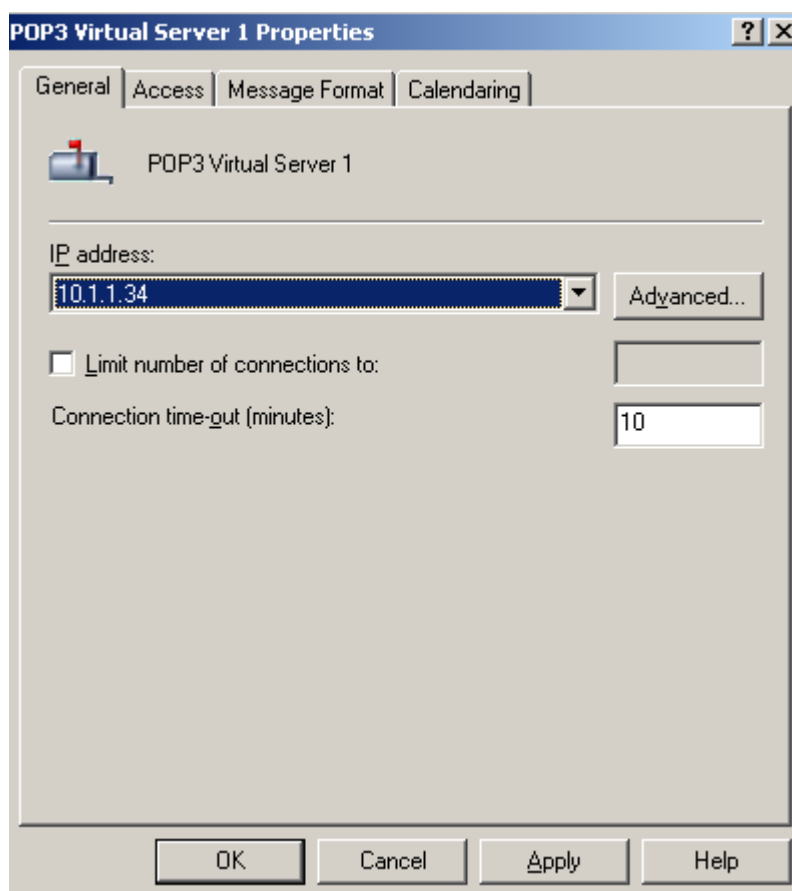 POP3 Virtual Server 1 Properties
General Access Message Format Calendaring
POP3 Virtual Server 1
IP address:
10.1.1.34 Advanced...
Limit number of connections to:
Connection time-out (minutes): 10
OK Cancel Apply Help